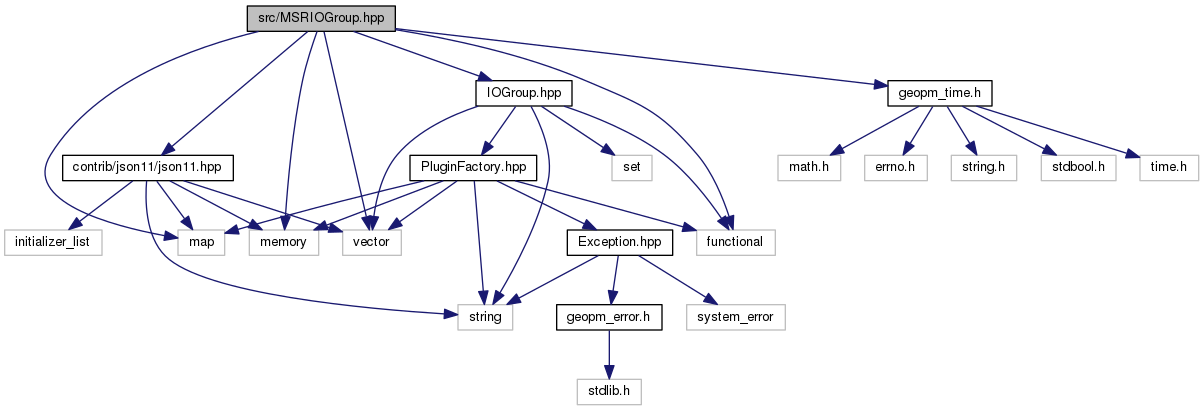 src/MSRIOGroup.hpp
IOGroup.hpp
geopm_time.h
contrib/json11/json11.hpp
PluginFactory.hpp
set
math.h
errno.h
string.h
stdbool.h
time.h
initializer_list
map
memory
vector
Exception.hpp
functional
string
geopm_error.h
system_error
stdlib.h